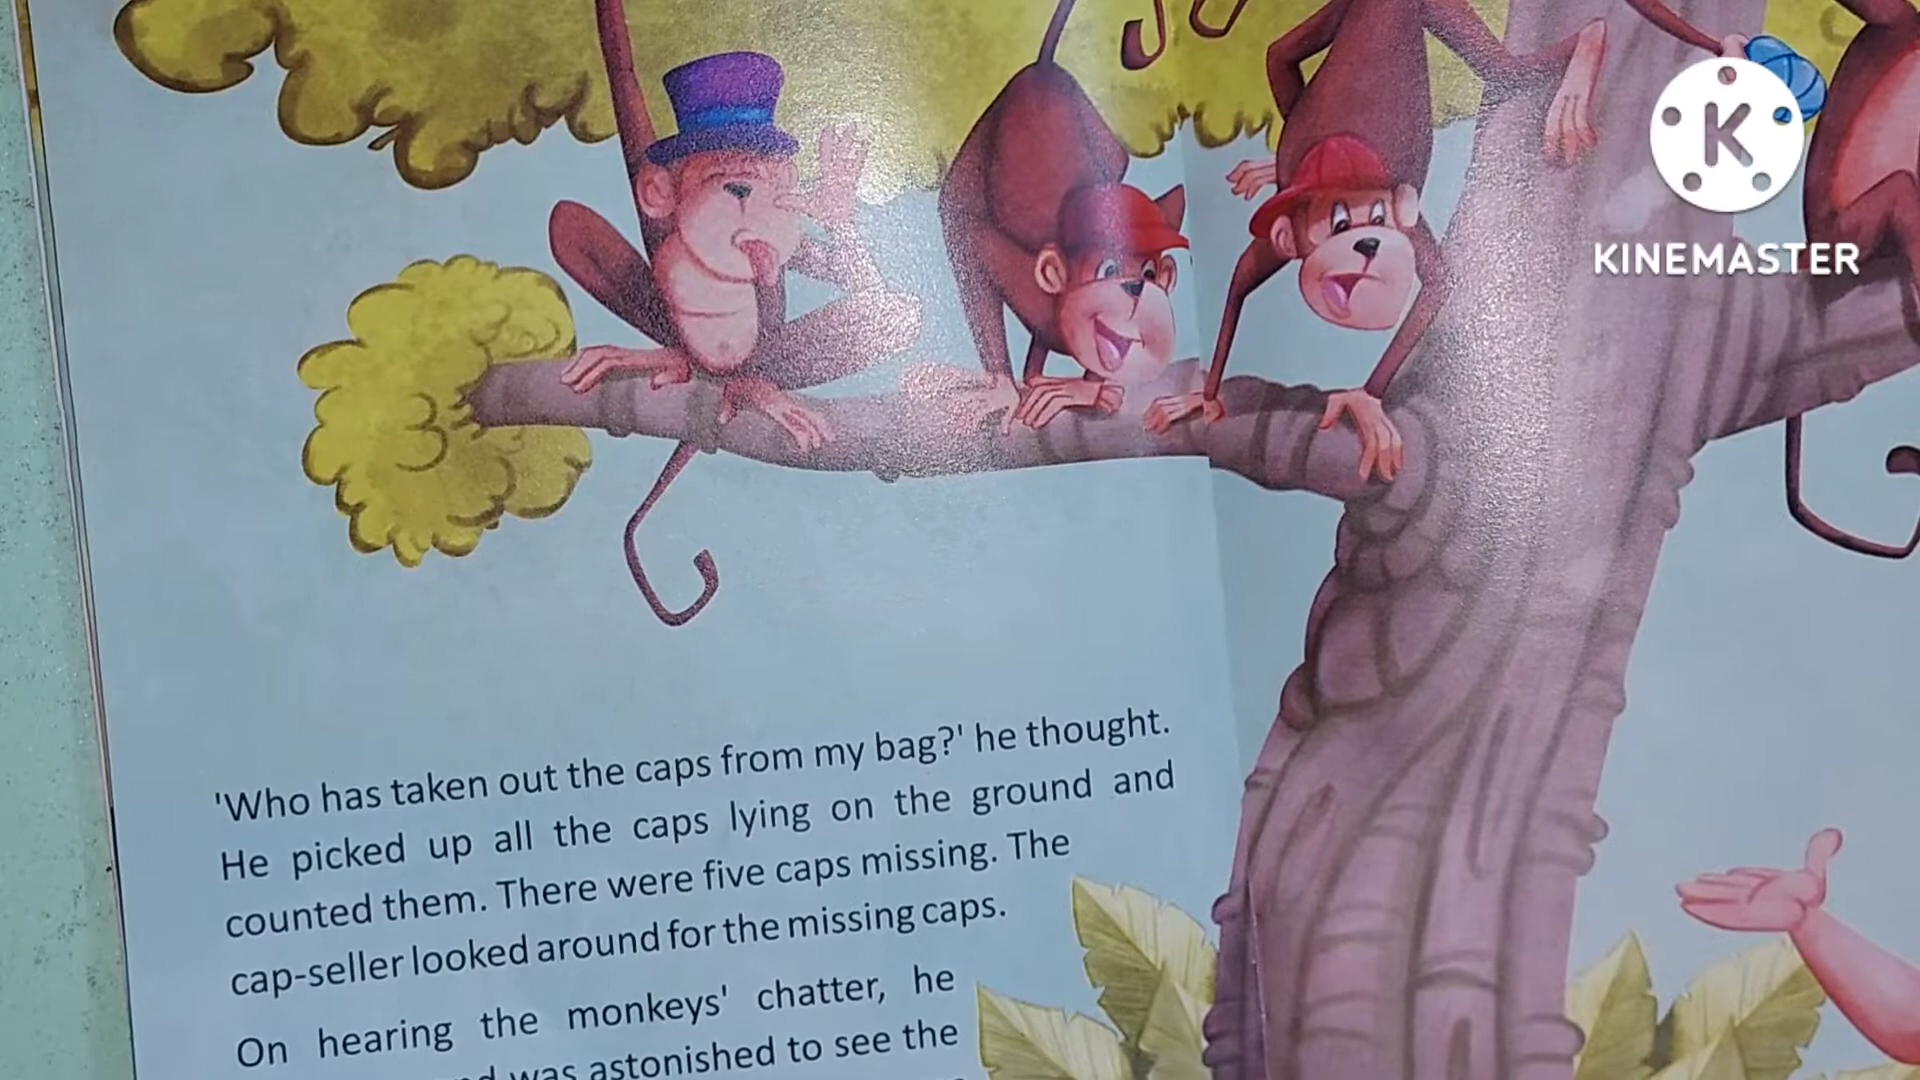 K
KINEMASTER
'Who has taken out the caps from my bag?' he thought.
He picked up all the caps lying on the ground and
counted them. There were five caps missing. The
cap-seller looked around for the missing caps.
On hearing the monkeys' chatter, he
was astonished to see the